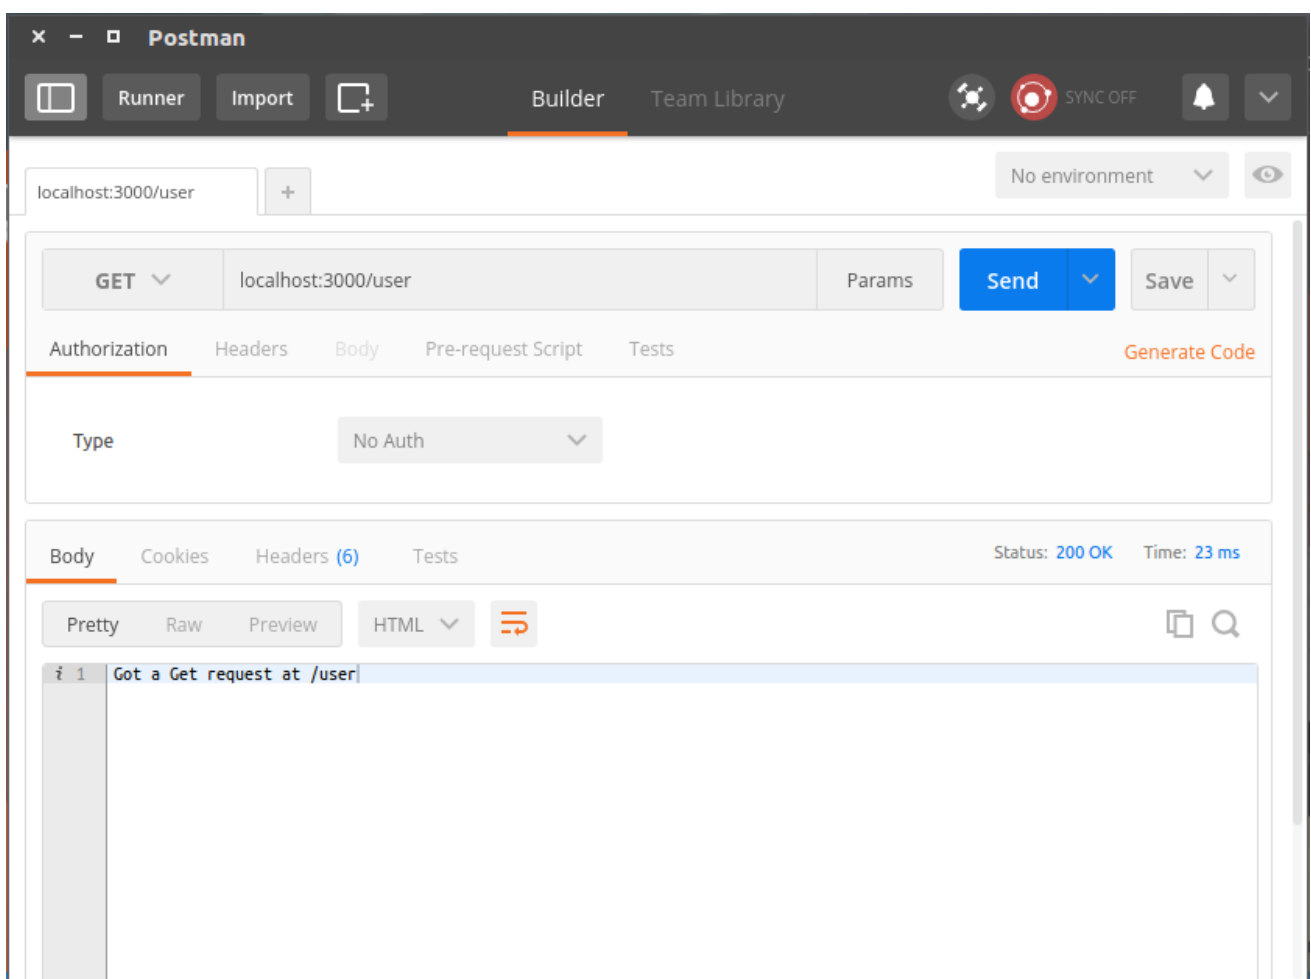 Postman
Runner Import Builder Team Library SYNC OFF
localhost:3000/user + No environment
GET localhost:3000/user Params Send Save
Authorization Headers Body Pre-request Script Tests Generate Code
Type No Auth
Body Cookies Headers (6) Tests Status: 200 OK Time: 23 ms
Pretty Raw Preview HTML
i 1 Got a Get request at /user